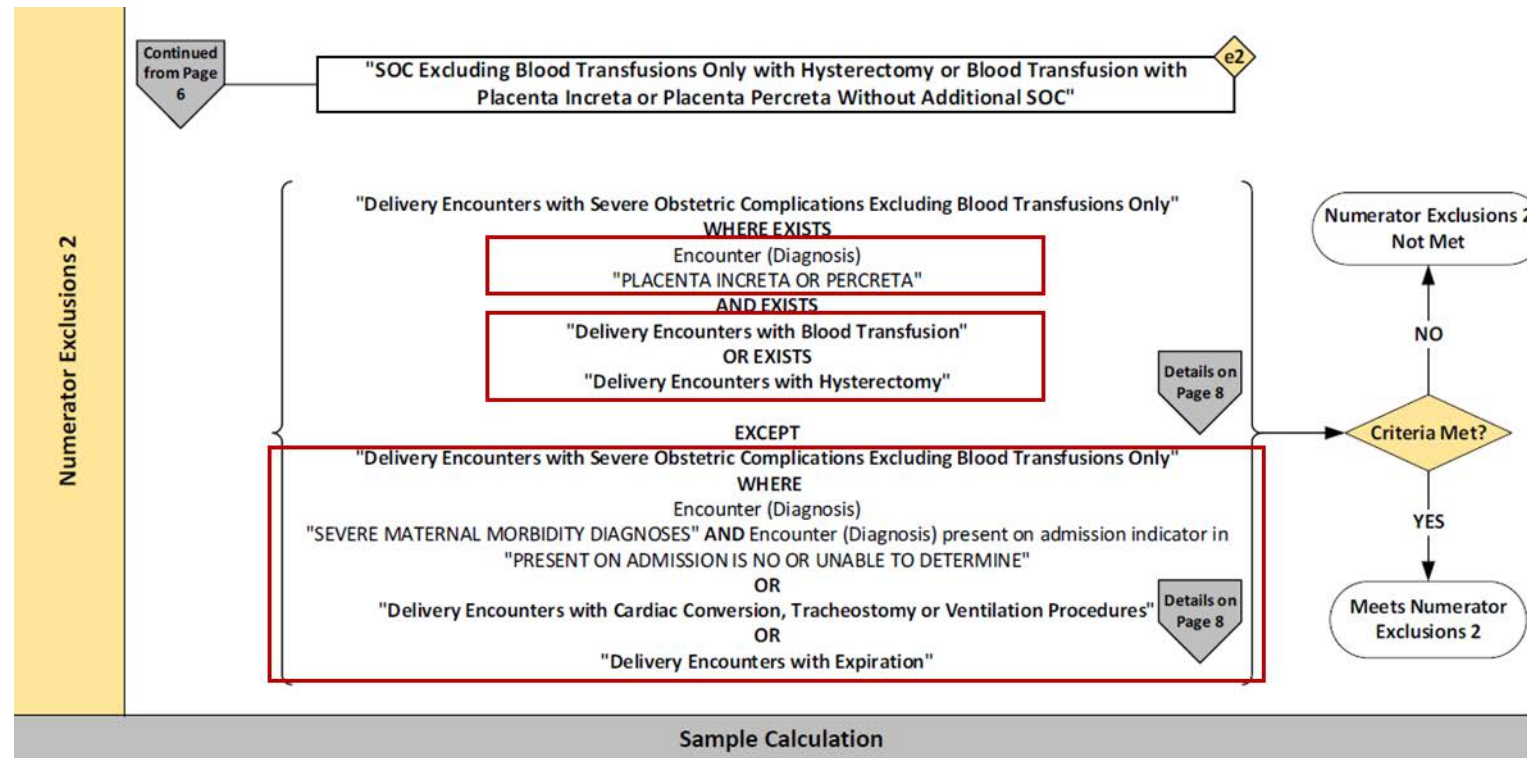 Numerator Exclusions 2
Continued
from Page
6
"SOC Excluding Blood Transfusions Only with Hysterectomy or Blood Transfusion with
Placenta Increta or Placenta Percreta Without Additional SOC"
e2
"Delivery Encounters with Severe Obstetric Complications Excluding Blood Transfusions Only"
WHERE EXISTS
Encounter (Diagnosis)
"PLACENTA INCRETA OR PERCRETA"
AND EXISTS
"Delivery Encounters with Blood Transfusion"
OR EXISTS
"Delivery Encounters with Hysterectomy"
Details on
Page 8
EXCEPT
"Delivery Encounters with Severe Obstetric Complications Excluding Blood Transfusions Only"
WHERE
Encounter (Diagnosis)
"SEVERE MATERNAL MORBIDITY DIAGNOSES" AND Encounter (Diagnosis) present on admission indicator in
"PRESENT ON ADMISSION IS NO OR UNABLE TO DETERMINE"
OR
"Delivery Encounters with Cardiac Conversion, Tracheostomy or Ventilation Procedures"
OR
"Delivery Encounters with Expiration"
Details on
Page 8
Numerator Exclusions 2
Not Met
NO
Criteria Met?
YES
Meets Numerator
Exclusions 2
Sample Calculation